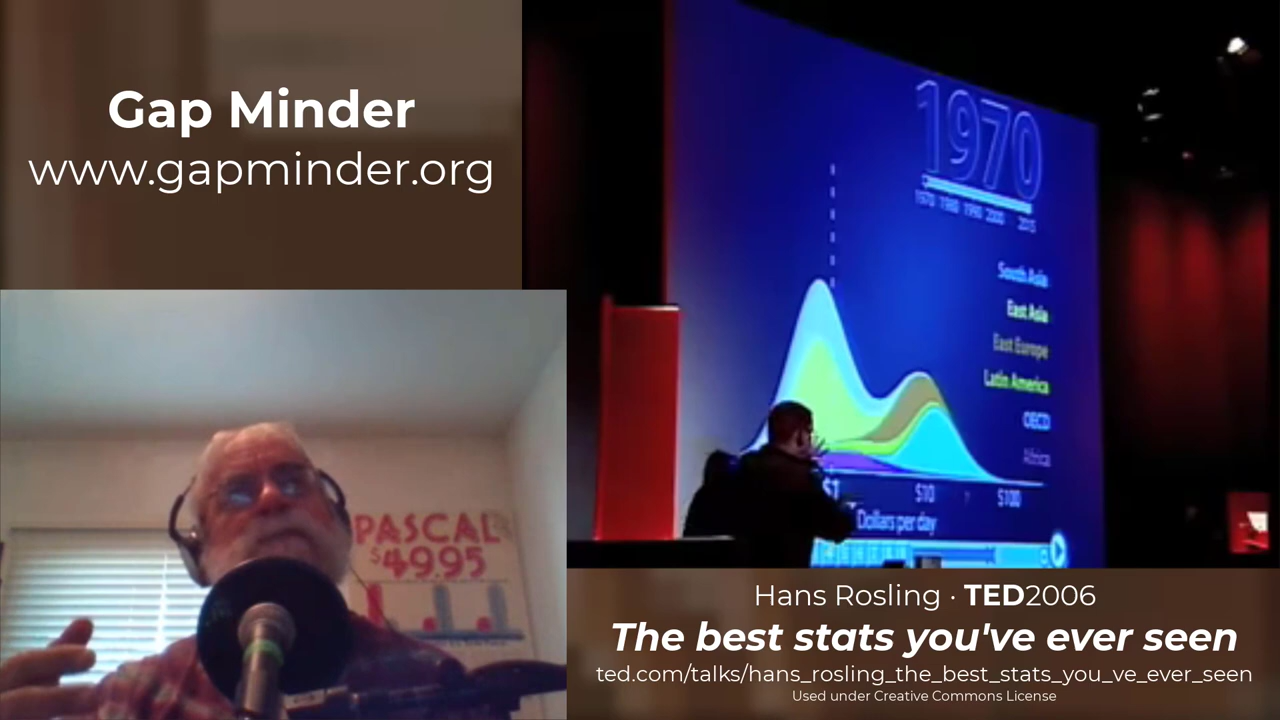 Gap Minder
www.gapminder.org
1970
1970 1980 1990 2000 2015
South Asia
East Asia
East Europe
Latin America
OECD
Africa
$1 $10 $100
Dollars per day
PASCAL
$49.95
Hans Rosling · TED2006
The best stats you've ever seen
ted.com/talks/hans_rosling_the_best_stats_you_ve_ever_seen
Used under Creative Commons License